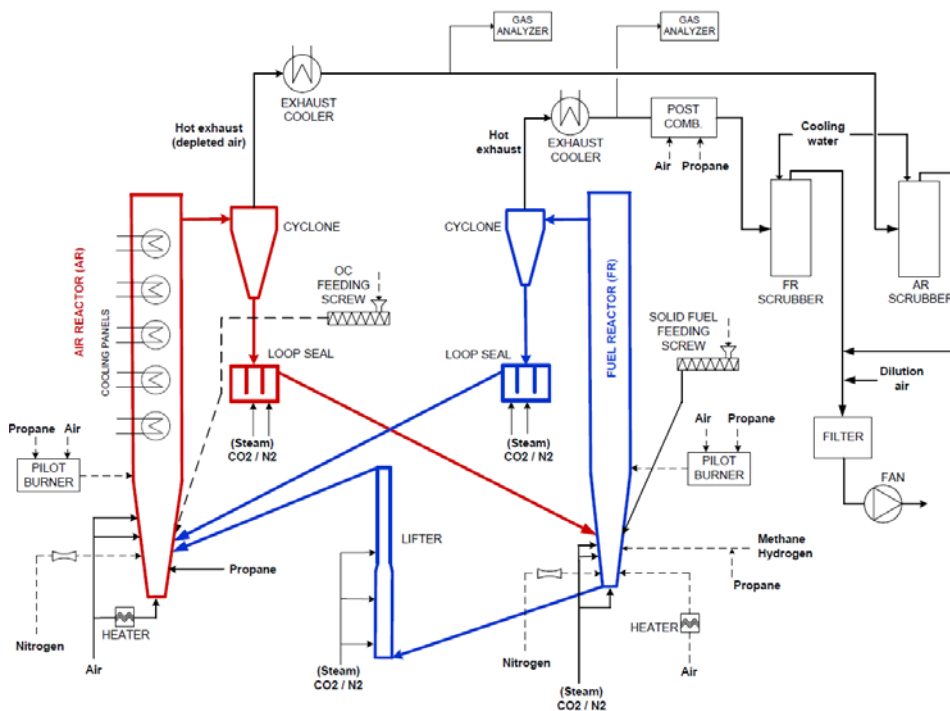 GAS
ANALYZER
GAS
ANALYZER
EXHAUST
COOLER
Hot exhaust
(depleted air)
Hot
exhaust
EXHAUST
COOLER
POST
COMB.
Air
Propane
Cooling
water
AIR REACTOR (AR)
COOLING PANELS
CYCLONE
CYCLONE
FUEL REACTOR (FR)
FR
SCRUBBER
AR
SCRUBBER
OC
FEEDING
SCREW
SOLID FUEL
FEEDING
SCREW
LOOP SEAL
LOOP SEAL
Dilution
air
(Steam)
CO2 / N2
(Steam)
CO2 / N2
Propane
Air
PILOT
BURNER
Air
Propane
PILOT
BURNER
FILTER
FAN
LIFTER
Methane
Hydrogen
Propane
Propane
HEATER
Nitrogen
Air
(Steam)
CO2 / N2
Nitrogen
(Steam)
CO2 / N2
HEATER
Air